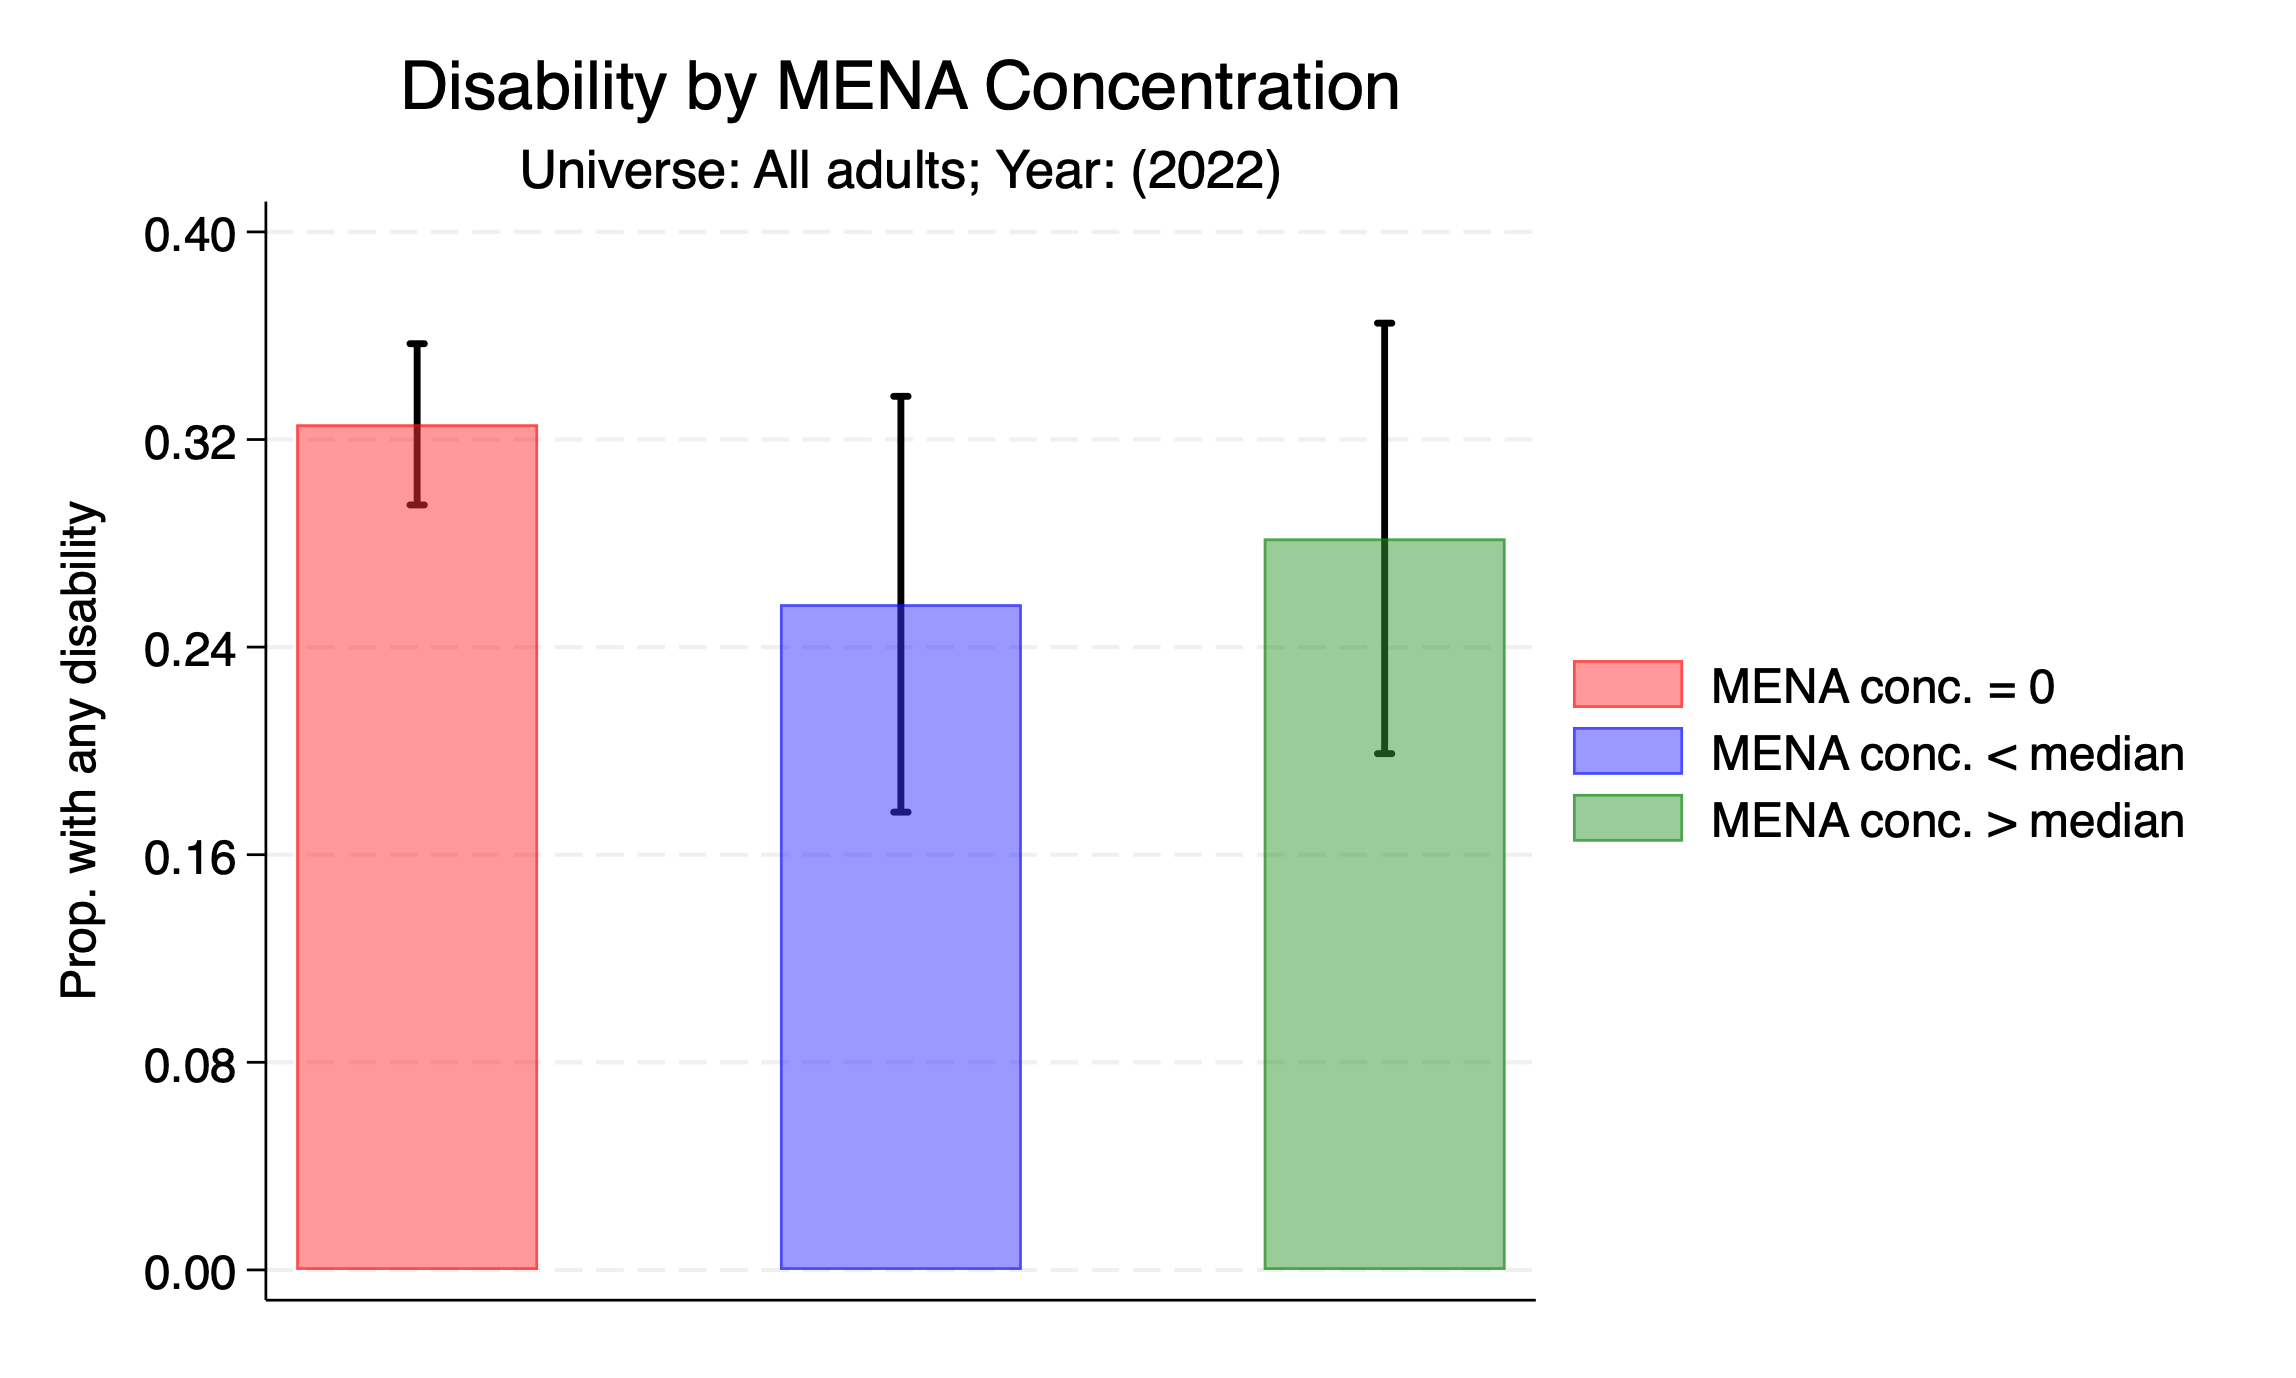 Disability by MENA Concentration
Universe: All adults; Year: (2022)
Prop. with any disability
0.40
0.32
0.24
0.16
0.08
0.00
MENA conc. = 0
MENA conc. < median
MENA conc. > median